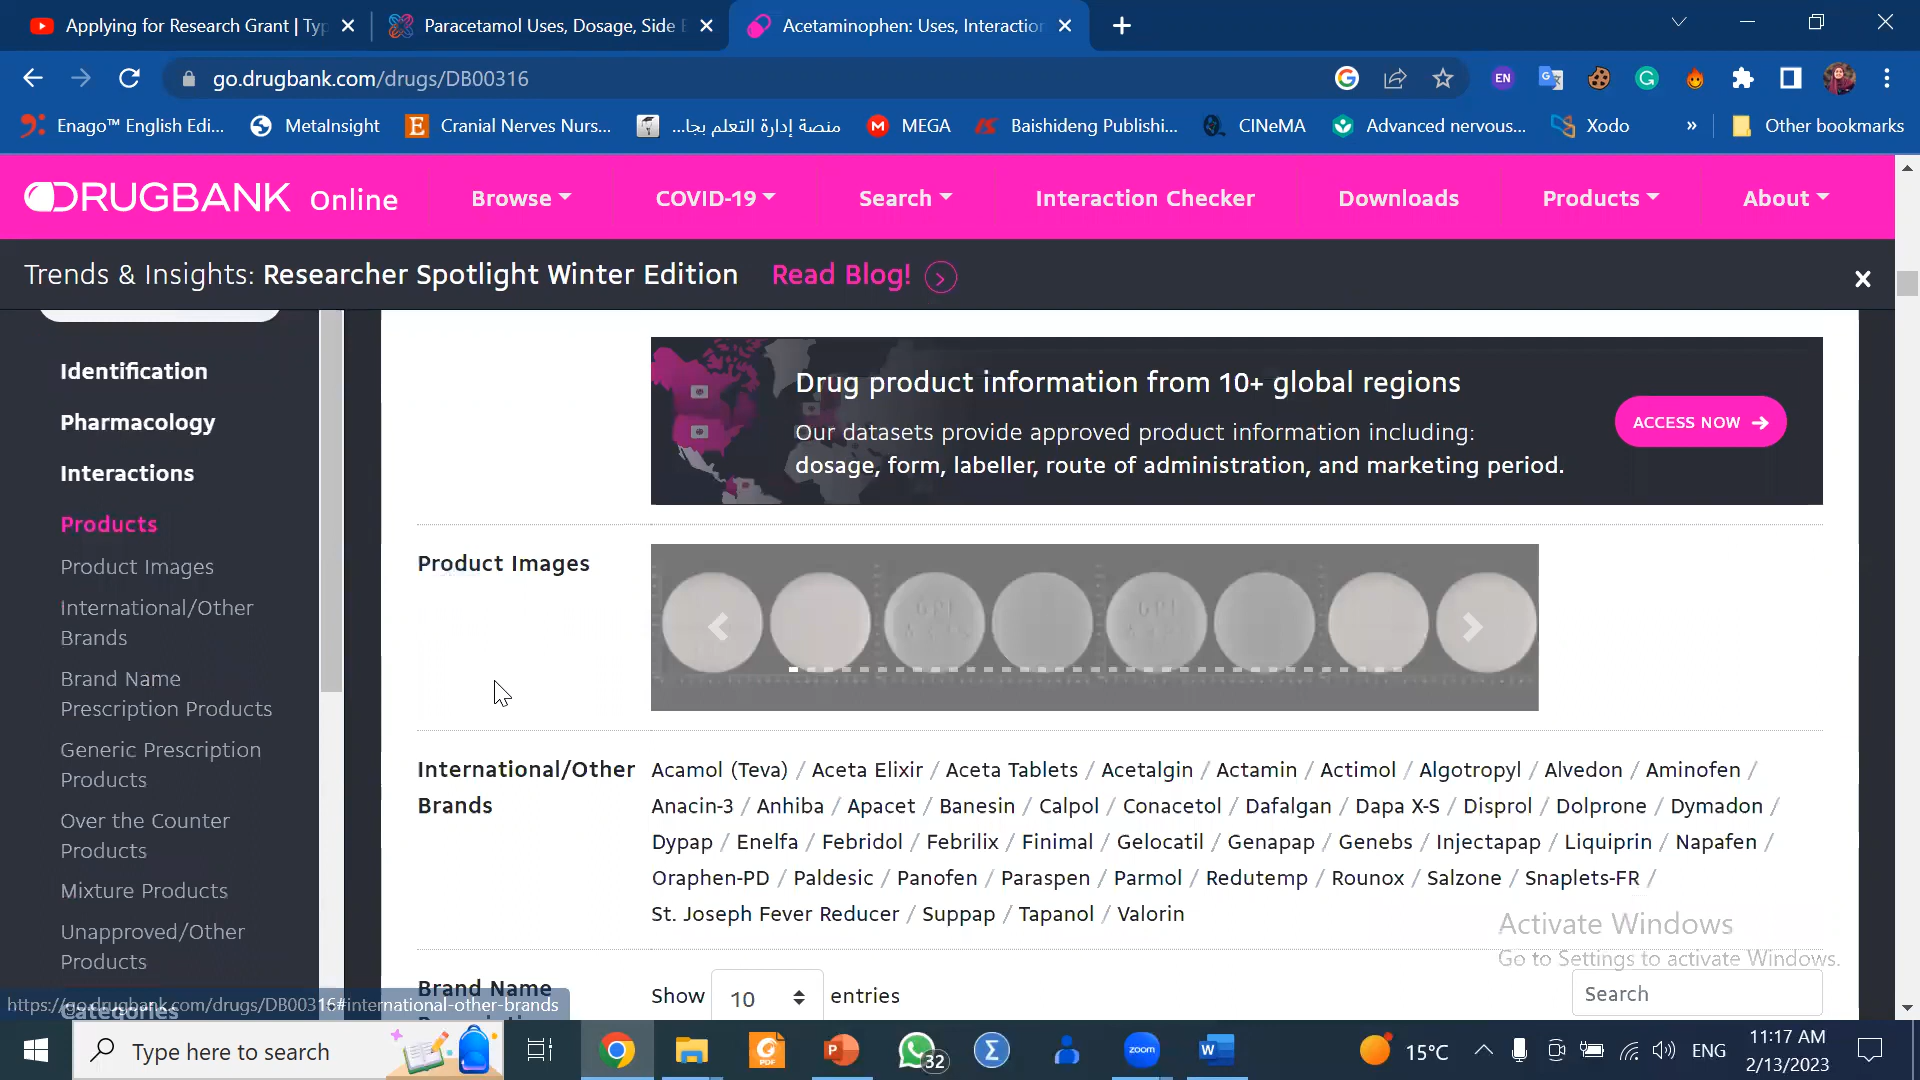 Applying for Research Grant | Typ
Paracetamol Uses, Dosage, Side E
Acetaminophen: Uses, Interaction
go.drugbank.com/drugs/DB00316
EN
Enago™ English Edi...
MetaInsight
Cranial Nerves Nurs...
منصة إدارة التعلم بجا...
MEGA
Baishideng Publishi...
CINeMA
Advanced nervous...
Xodo
»
Other bookmarks
DRUGBANK Online
Browse
COVID-19
Search
Interaction Checker
Downloads
Products
About
Trends & Insights: Researcher Spotlight Winter Edition Read Blog!
Identification
Pharmacology
Interactions
Products
Product Images
International/Other
Brands
Brand Name
Prescription Products
Generic Prescription
Products
Over the Counter
Products
Mixture Products
Unapproved/Other
Products
Categories
Drug product information from 10+ global regions
Our datasets provide approved product information including:
dosage, form, labeller, route of administration, and marketing period.
ACCESS NOW
Product Images
International/Other
Brands
Acamol (Teva) / Aceta Elixir / Aceta Tablets / Acetalgin / Actamin / Actimol / Algotropyl / Alvedon / Aminofen /
Anacin-3 / Anhiba / Apacet / Banesin / Calpol / Conacetol / Dafalgan / Dapa X-S / Disprol / Dolprone / Dymadon /
Dypap / Enelfa / Febridol / Febrilix / Finimal / Gelocatil / Genapap / Genebs / Injectapap / Liquiprin / Napafen /
Oraphen-PD / Paldesic / Panofen / Paraspen / Parmol / Redutemp / Rounox / Salzone / Snaplets-FR /
St. Joseph Fever Reducer / Suppap / Tapanol / Valorin
Brand Name
Show 10 entries
Search
Activate Windows
Go to Settings to activate Windows.
https://go.drugbank.com/drugs/DB00316#international-other-brands
Type here to search
32
zoom
15°C
ENG
11:17 AM
2/13/2023